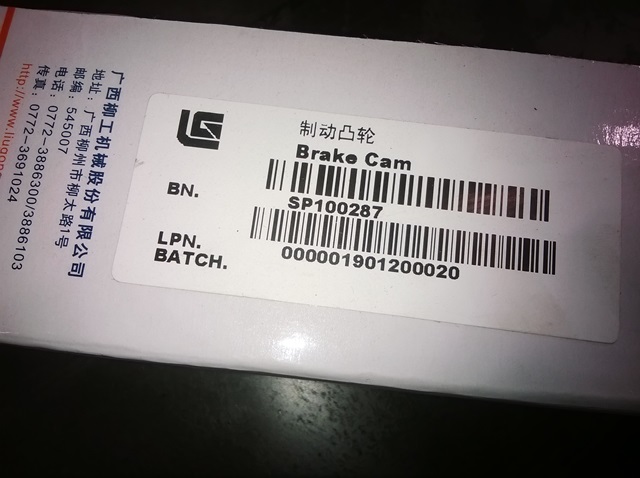 广西柳工机械股份有限公司
地址：广西柳州市柳太路1号
邮编：545007
电话：0772-3886300/3886103
传真：0772-3691024
http://www.liugong
制动凸轮
Brake Cam
BN.
SP100287
LPN.
BATCH.
000001901200020